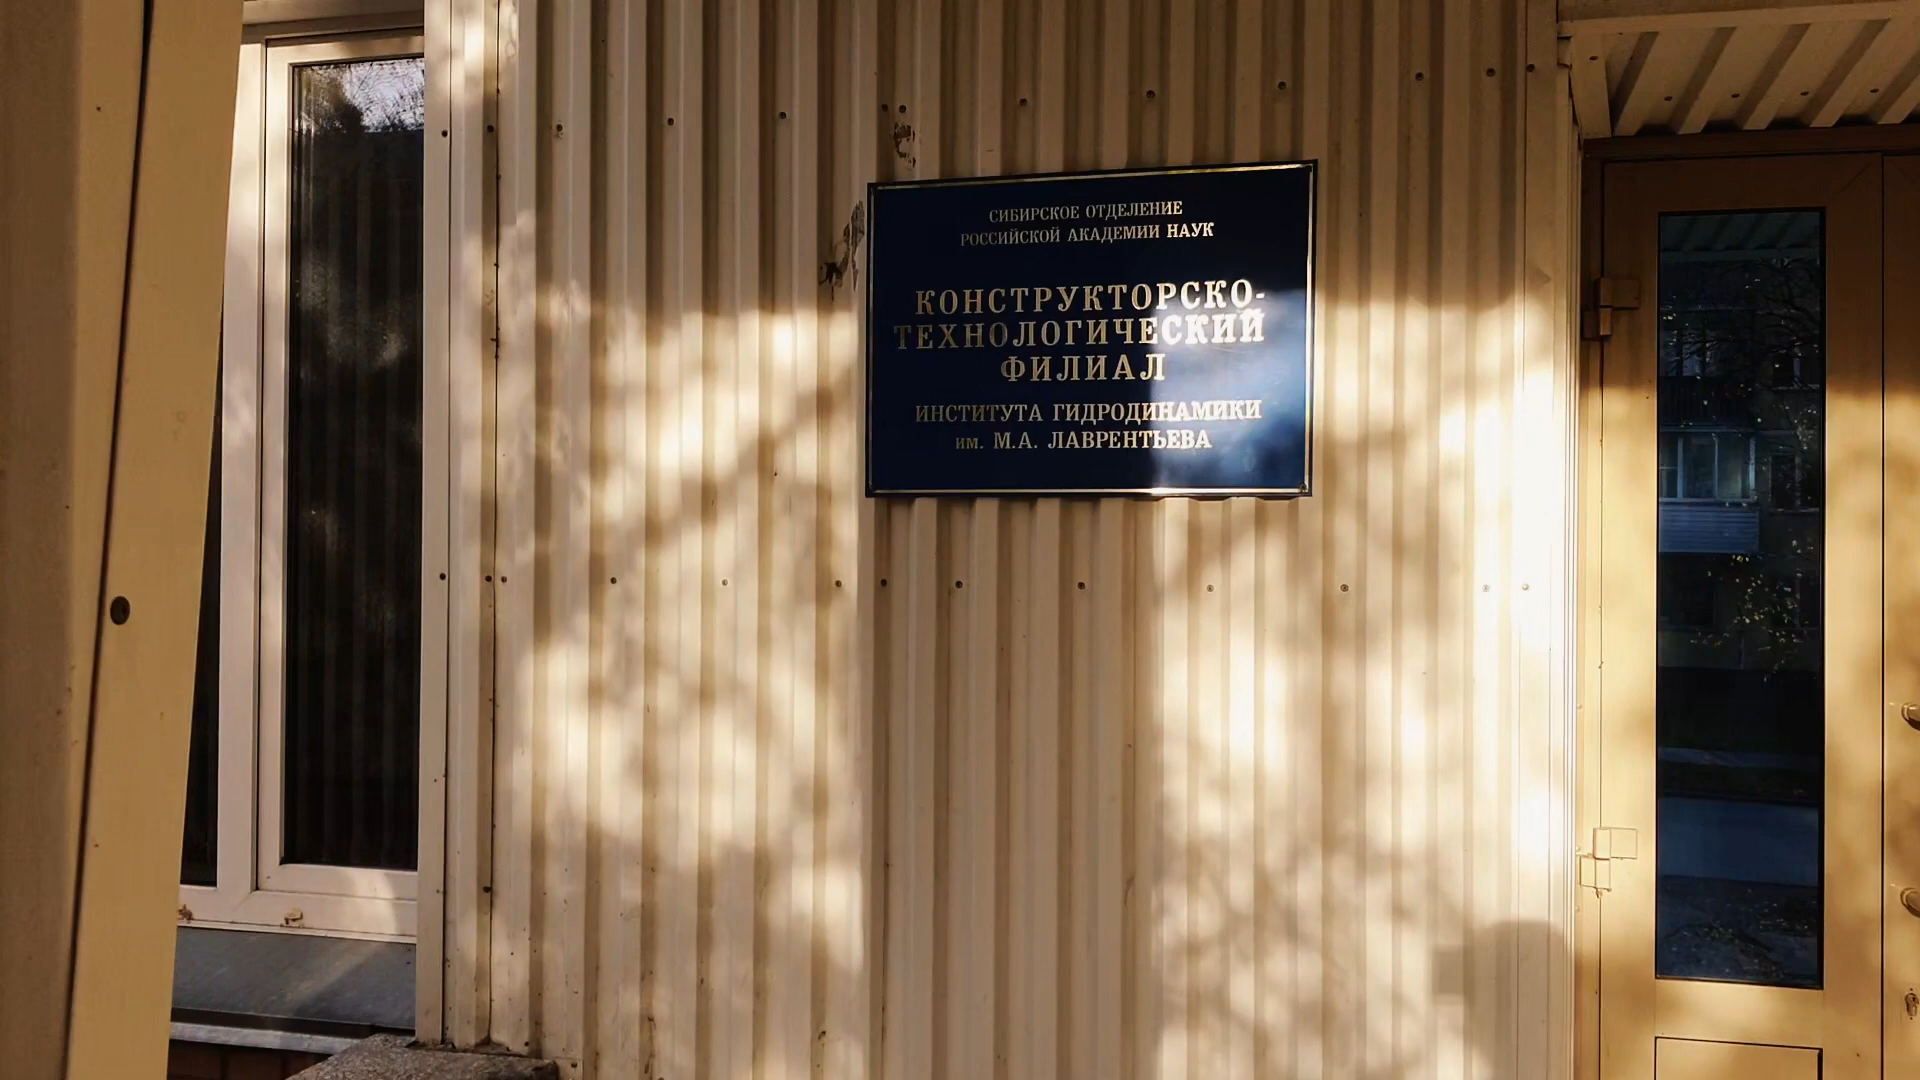 СИБИРСКОЕ ОТДЕЛЕНИЕ
РОССИЙСКОЙ АКАДЕМИИ НАУК
КОНСТРУКТОРСКО-
ТЕХНОЛОГИЧЕСКИЙ
ФИЛИАЛ
ИНСТИТУТА ГИДРОДИНАМИКИ
им. М.А. ЛАВРЕНТЬЕВА